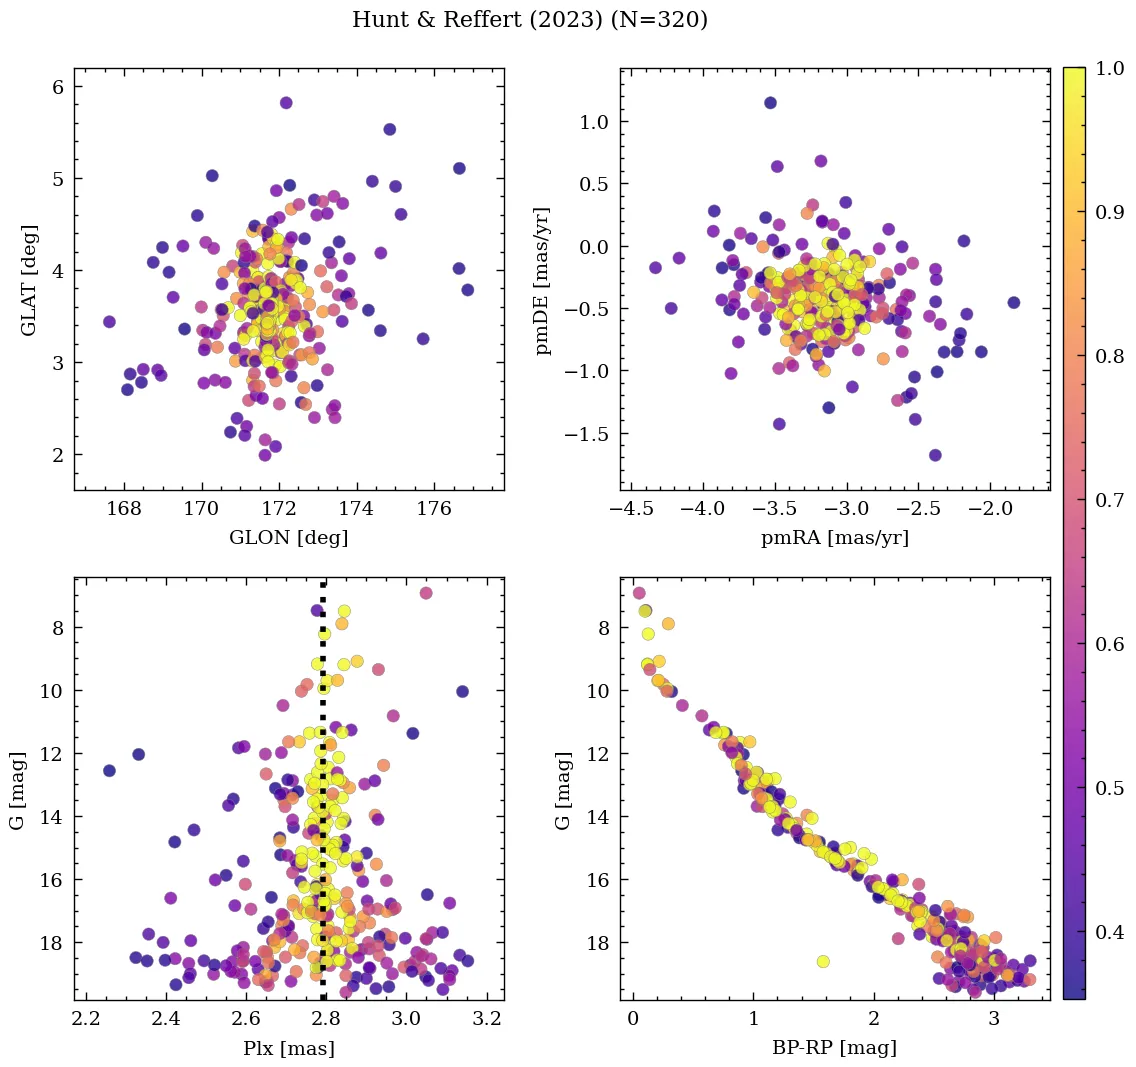 Hunt & Reffert (2023) (N=320)
6
5
4
3
2
GLAT [deg]
168 170 172 174 176
GLON [deg]
1.0
0.5
0.0
−0.5
−1.0
−1.5
pmDE [mas/yr]
−4.5 −4.0 −3.5 −3.0 −2.5 −2.0
pmRA [mas/yr]
8
10
12
14
16
18
G [mag]
2.2 2.4 2.6 2.8 3.0 3.2
Plx [mas]
8
10
12
14
16
18
G [mag]
0 1 2 3
BP-RP [mag]
1.0
0.9
0.8
0.7
0.6
0.5
0.4